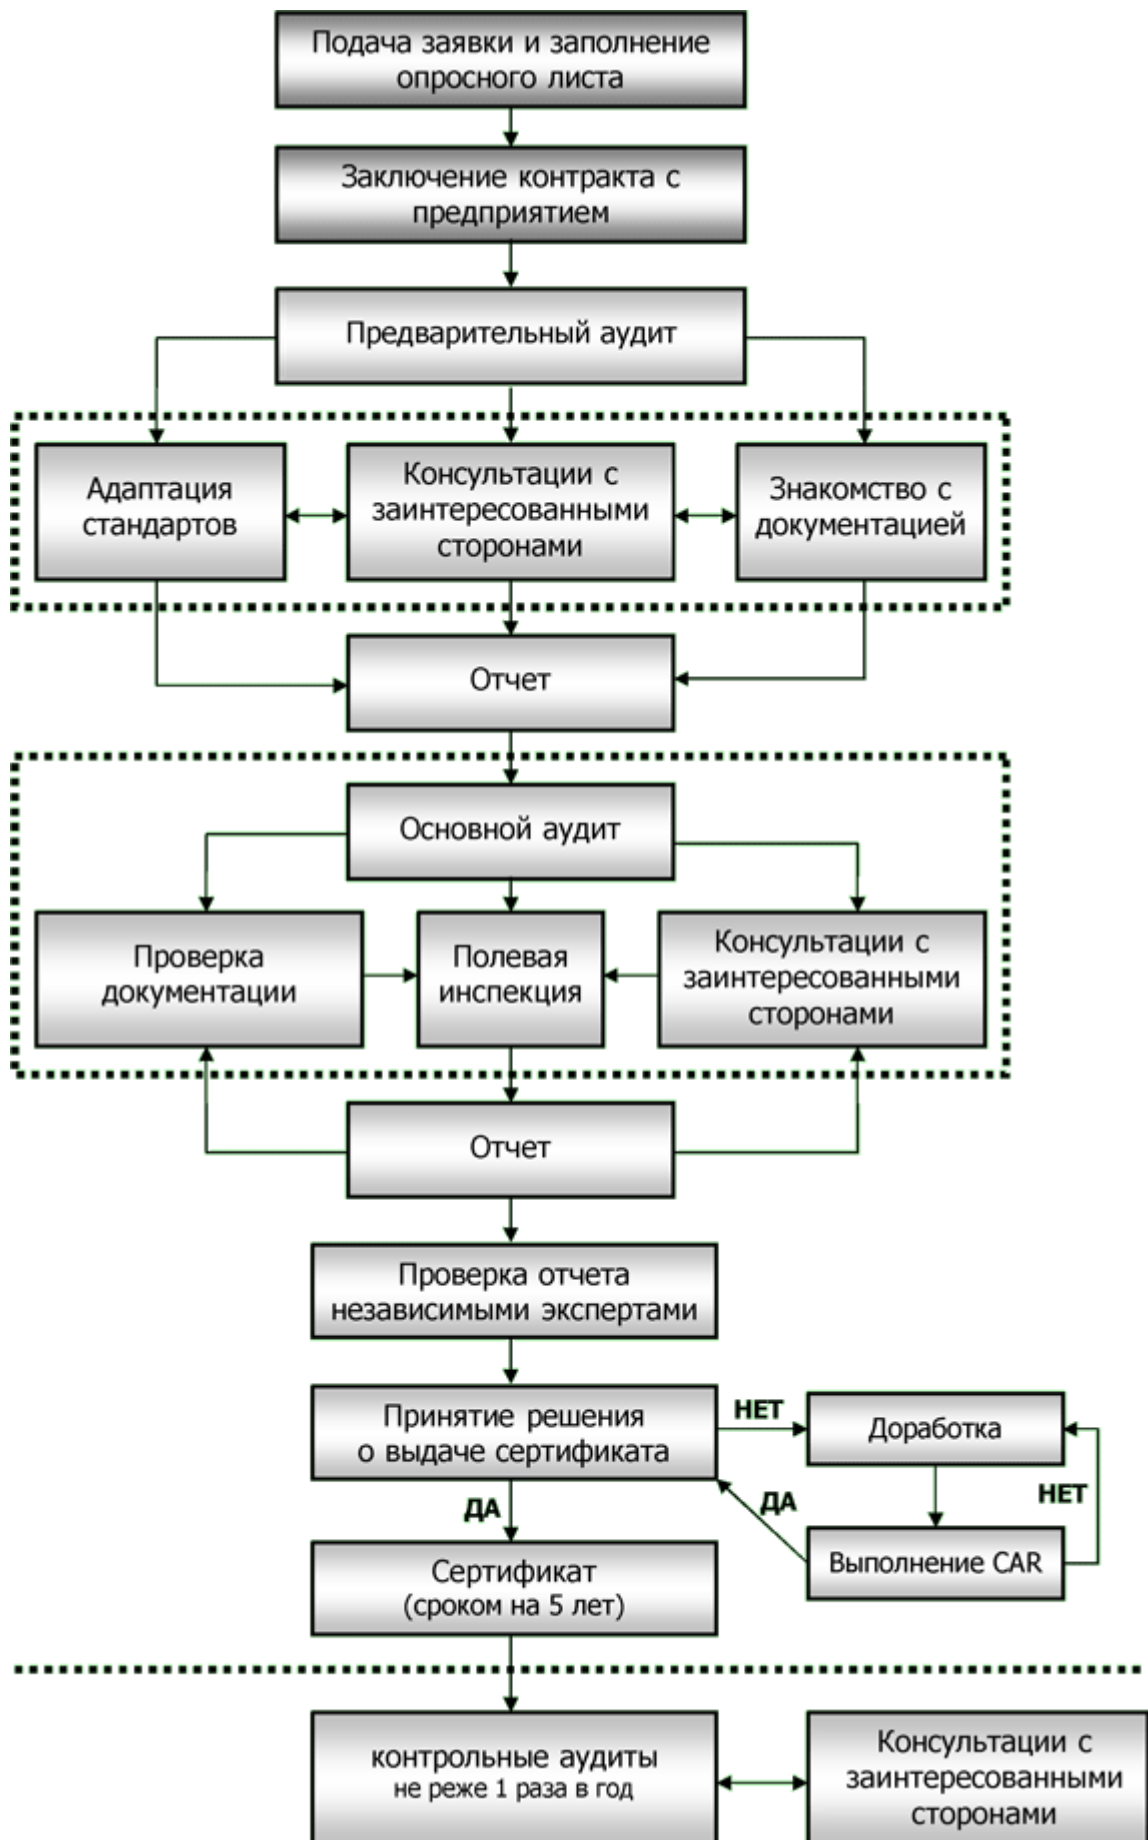 Подача заявки и заполнение
опросного листа
Заключение контракта с
предприятием
Предварительный аудит
Адаптация
стандартов
Консультации с
заинтересованными
сторонами
Знакомство с
документацией
Отчет
Основной аудит
Проверка
документации
Полевая
инспекция
Консультации с
заинтересованными
сторонами
Отчет
Проверка отчета
независимыми экспертами
Принятие решения
о выдаче сертификата
НЕТ
Доработка
ДА
ДА
НЕТ
Выполнение CAR
Сертификат
(сроком на 5 лет)
контрольные аудиты
не реже 1 раза в год
Консультации с
заинтересованными
сторонами